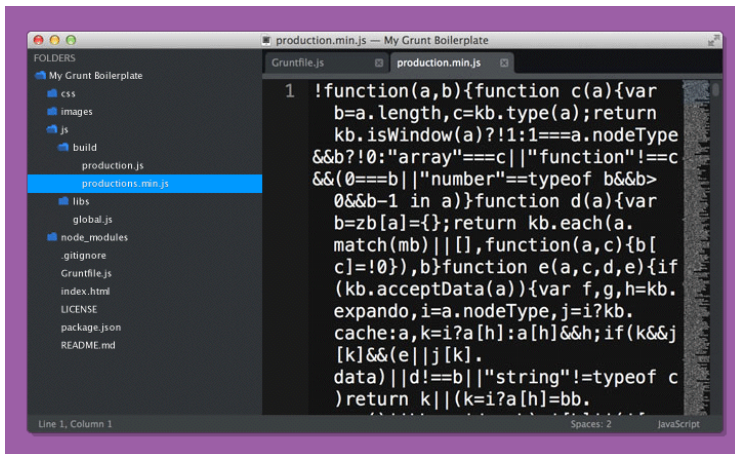 production.min.js — My Grunt Boilerplate
FOLDERS
My Grunt Boilerplate
css
images
js
build
production.js
productions.min.js
libs
global.js
node_modules
.gitignore
Gruntfile.js
index.html
LICENSE
package.json
README.md
Gruntfile.js
production.min.js
1
!function(a,b){function c(a){var
b=a.length,c=kb.type(a);return
kb.isWindow(a)?!1:1===a.nodeType
&&b?!0:"array"===c||"function"!==c
&&(0===b||"number"==typeof b&&b>
0&&b-1 in a)}function d(a){var
b=zb[a]={};return kb.each(a.
match(mb)||[],function(a,c){b[
c]=!0}),b}function e(a,c,d,e){if
(kb.acceptData(a)){var f,g,h=kb.
expando,i=a.nodeType,j=i?kb.
cache:a,k=i?a[h]:a[h]&&h;if(k&&j
[k]&&(e||j[k].
data)||d!==b||"string"!=typeof c
)return k||(k=i?a[h]=bb.
Line 1, Column 1
Spaces: 2
JavaScript